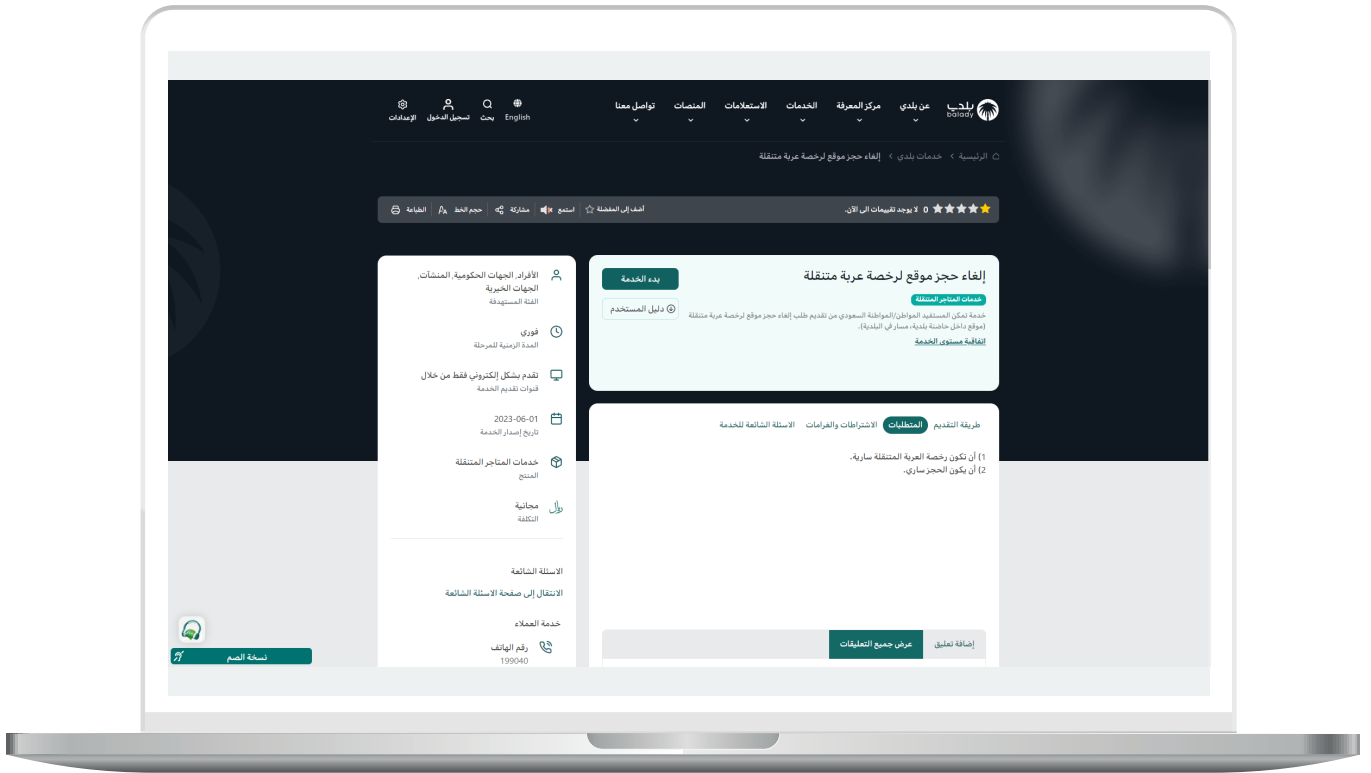 بلدي
balady
عن بلدي
مركز المعرفة
الخدمات
الاستعلامات
المنصات
تواصل معنا
English
بحث
تسجيل الدخول
الإعدادات
الرئيسية
خدمات بلدي
إلغاء حجز موقع لرخصة عربة متنقلة
0 لا يوجد تقييمات الى الآن.
أضف إلى المفضلة
استمع
مشاركة
حجم الخط
الطباعة
إلغاء حجز موقع لرخصة عربة متنقلة
خدمات المتاجر المتنقلة
خدمة تمكن المستفيد المواطن/المواطنة السعودي من تقديم طلب إلغاء حجز موقع لرخصة عربة متنقلة
(موقع داخل حاضنة بلدية، مسار في البلدية).
اتفاقية مستوى الخدمة
بدء الخدمة
دليل المستخدم
طريقة التقديم
المتطلبات
الاشتراطات والغرامات
الاسئلة الشائعة للخدمة
1) أن تكون رخصة العربة المتنقلة سارية.
2) أن يكون الحجز ساري.
إضافة تعليق
عرض جميع التعليقات
الأفراد, الجهات الحكومية, المنشآت,
الجهات الخيرية
الفئة المستهدفة
فوري
المدة الزمنية للمرحلة
تقدم بشكل إلكتروني فقط من خلال
قنوات تقديم الخدمة
2023-06-01
تاريخ إصدار الخدمة
خدمات المتاجر المتنقلة
المنتج
مجانية
التكلفة
الاسئلة الشائعة
الانتقال إلى صفحة الاسئلة الشائعة
خدمة العملاء
رقم الهاتف
199040
نسخة الصم